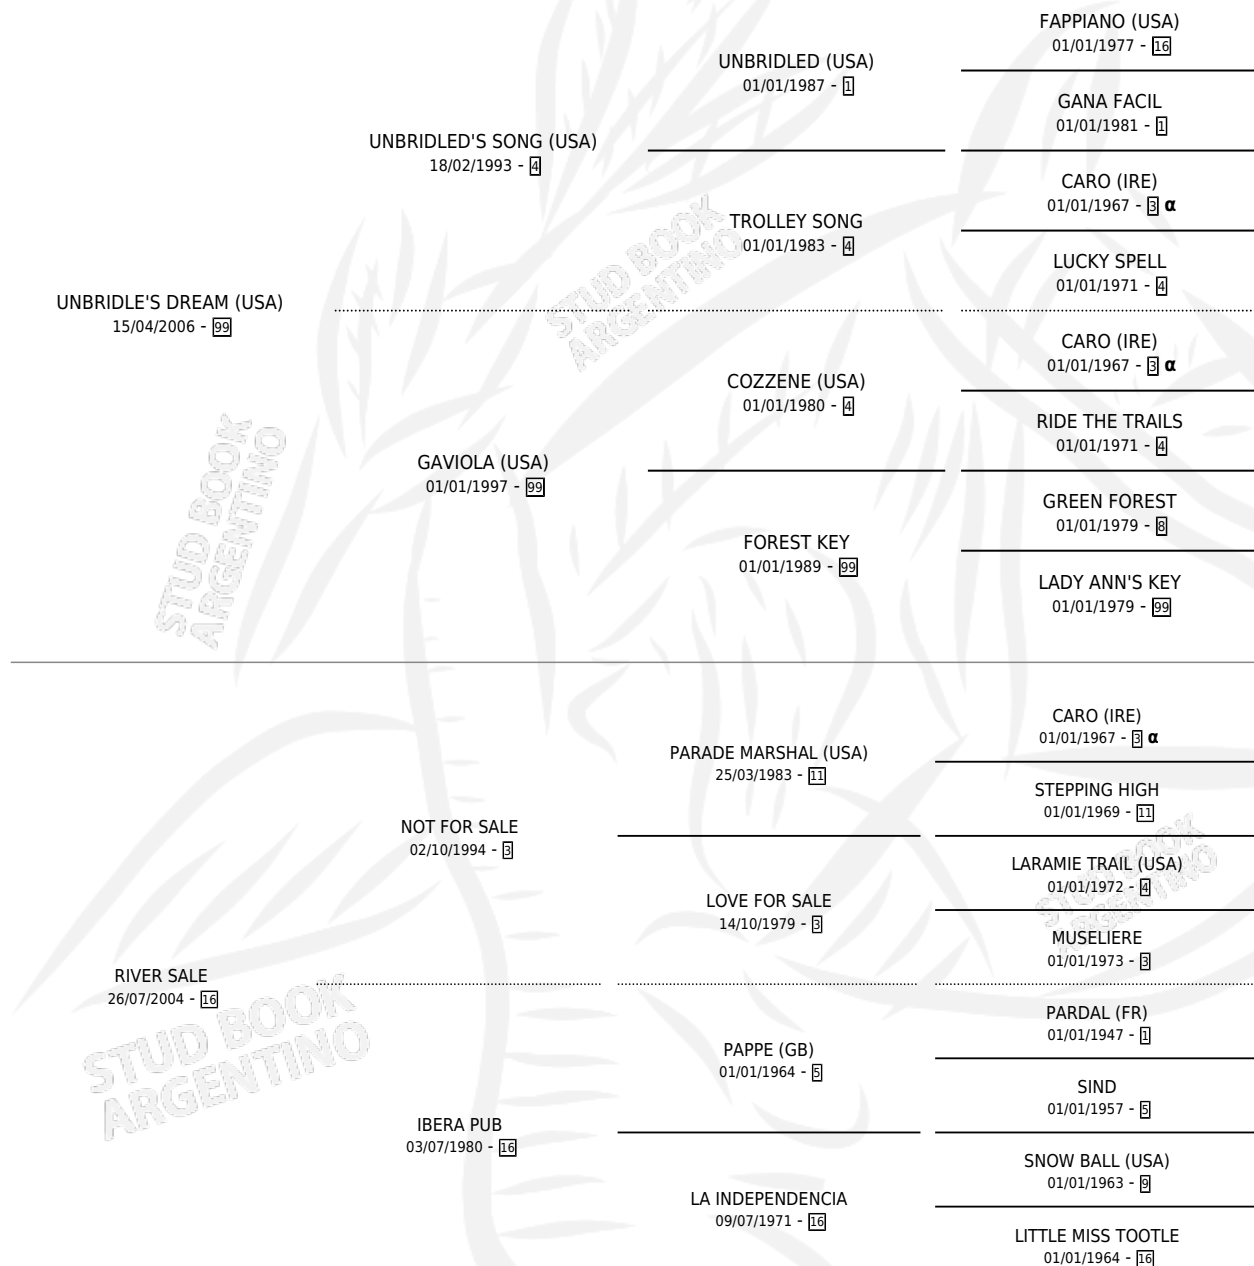 FAPPIANO (USA)
01/01/1977 - 16
UNBRIDLED (USA)
01/01/1987 - 1
GANA FACIL
01/01/1981 - 1
UNBRIDLED'S SONG (USA)
18/02/1993 - 4
CARO (IRE)
01/01/1967 - 3 α
TROLLEY SONG
01/01/1983 - 4
LUCKY SPELL
01/01/1971 - 4
UNBRIDLE'S DREAM (USA)
15/04/2006 - 99
CARO (IRE)
01/01/1967 - 3 α
COZZENE (USA)
01/01/1980 - 4
RIDE THE TRAILS
01/01/1971 - 4
GAVIOLA (USA)
01/01/1997 - 99
GREEN FOREST
01/01/1979 - 8
FOREST KEY
01/01/1989 - 99
LADY ANN'S KEY
01/01/1979 - 99
CARO (IRE)
01/01/1967 - 3 α
PARADE MARSHAL (USA)
25/03/1983 - 11
STEPPING HIGH
01/01/1969 - 11
NOT FOR SALE
02/10/1994 - 3
LARAMIE TRAIL (USA)
01/01/1972 - 4
LOVE FOR SALE
14/10/1979 - 3
MUSELIERE
01/01/1973 - 3
RIVER SALE
26/07/2004 - 16
PARDAL (FR)
01/01/1947 - 1
PAPPE (GB)
01/01/1964 - 5
SIND
01/01/1957 - 5
IBERA PUB
03/07/1980 - 16
SNOW BALL (USA)
01/01/1963 - 9
LA INDEPENDENCIA
09/07/1971 - 16
LITTLE MISS TOOTLE
01/01/1964 - 16
STUD BOOK
ARGENTINO
STUD BOOK
ARGENTINO
STUD BOOK
ARGENTINO
STUD BOOK
ARGENTINO